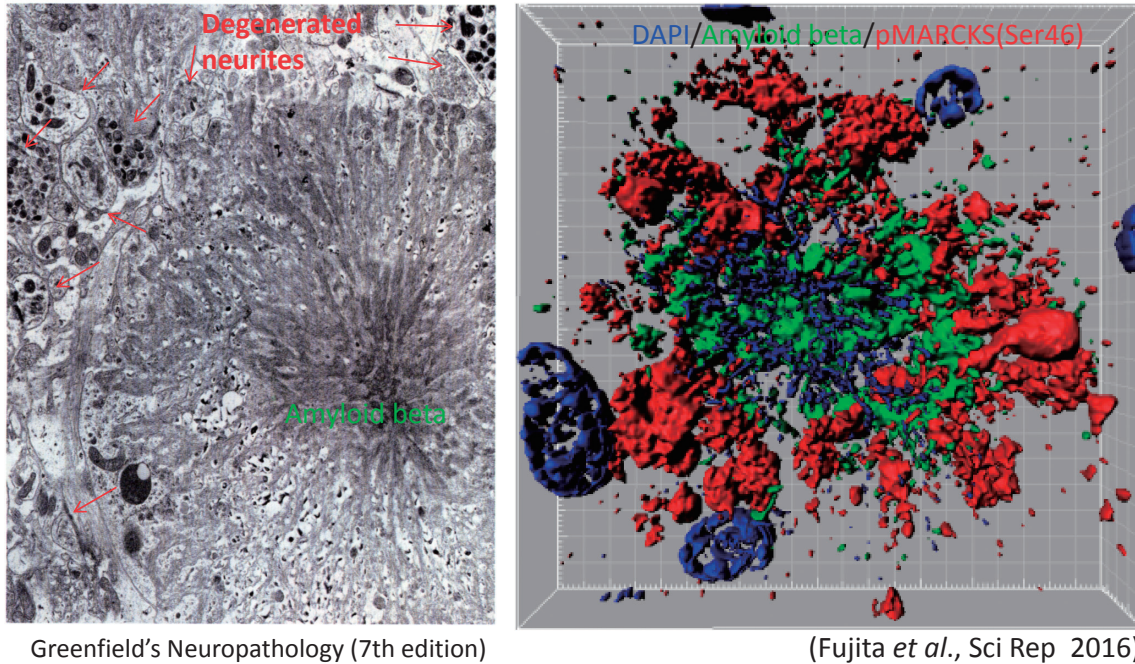 Degenerated
neurites
Amyloid beta
DAPI/Amyloid beta/pMARCKS(Ser46)
Greenfield's Neuropathology (7th edition)
(Fujita et al., Sci Rep 2016)